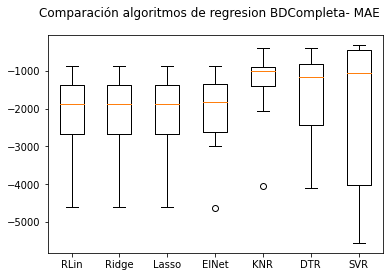 Comparación algoritmos de regresion BDCompleta- MAE
−1000
−2000
−3000
−4000
−5000
RLin Ridge Lasso ElNet KNR DTR SVR